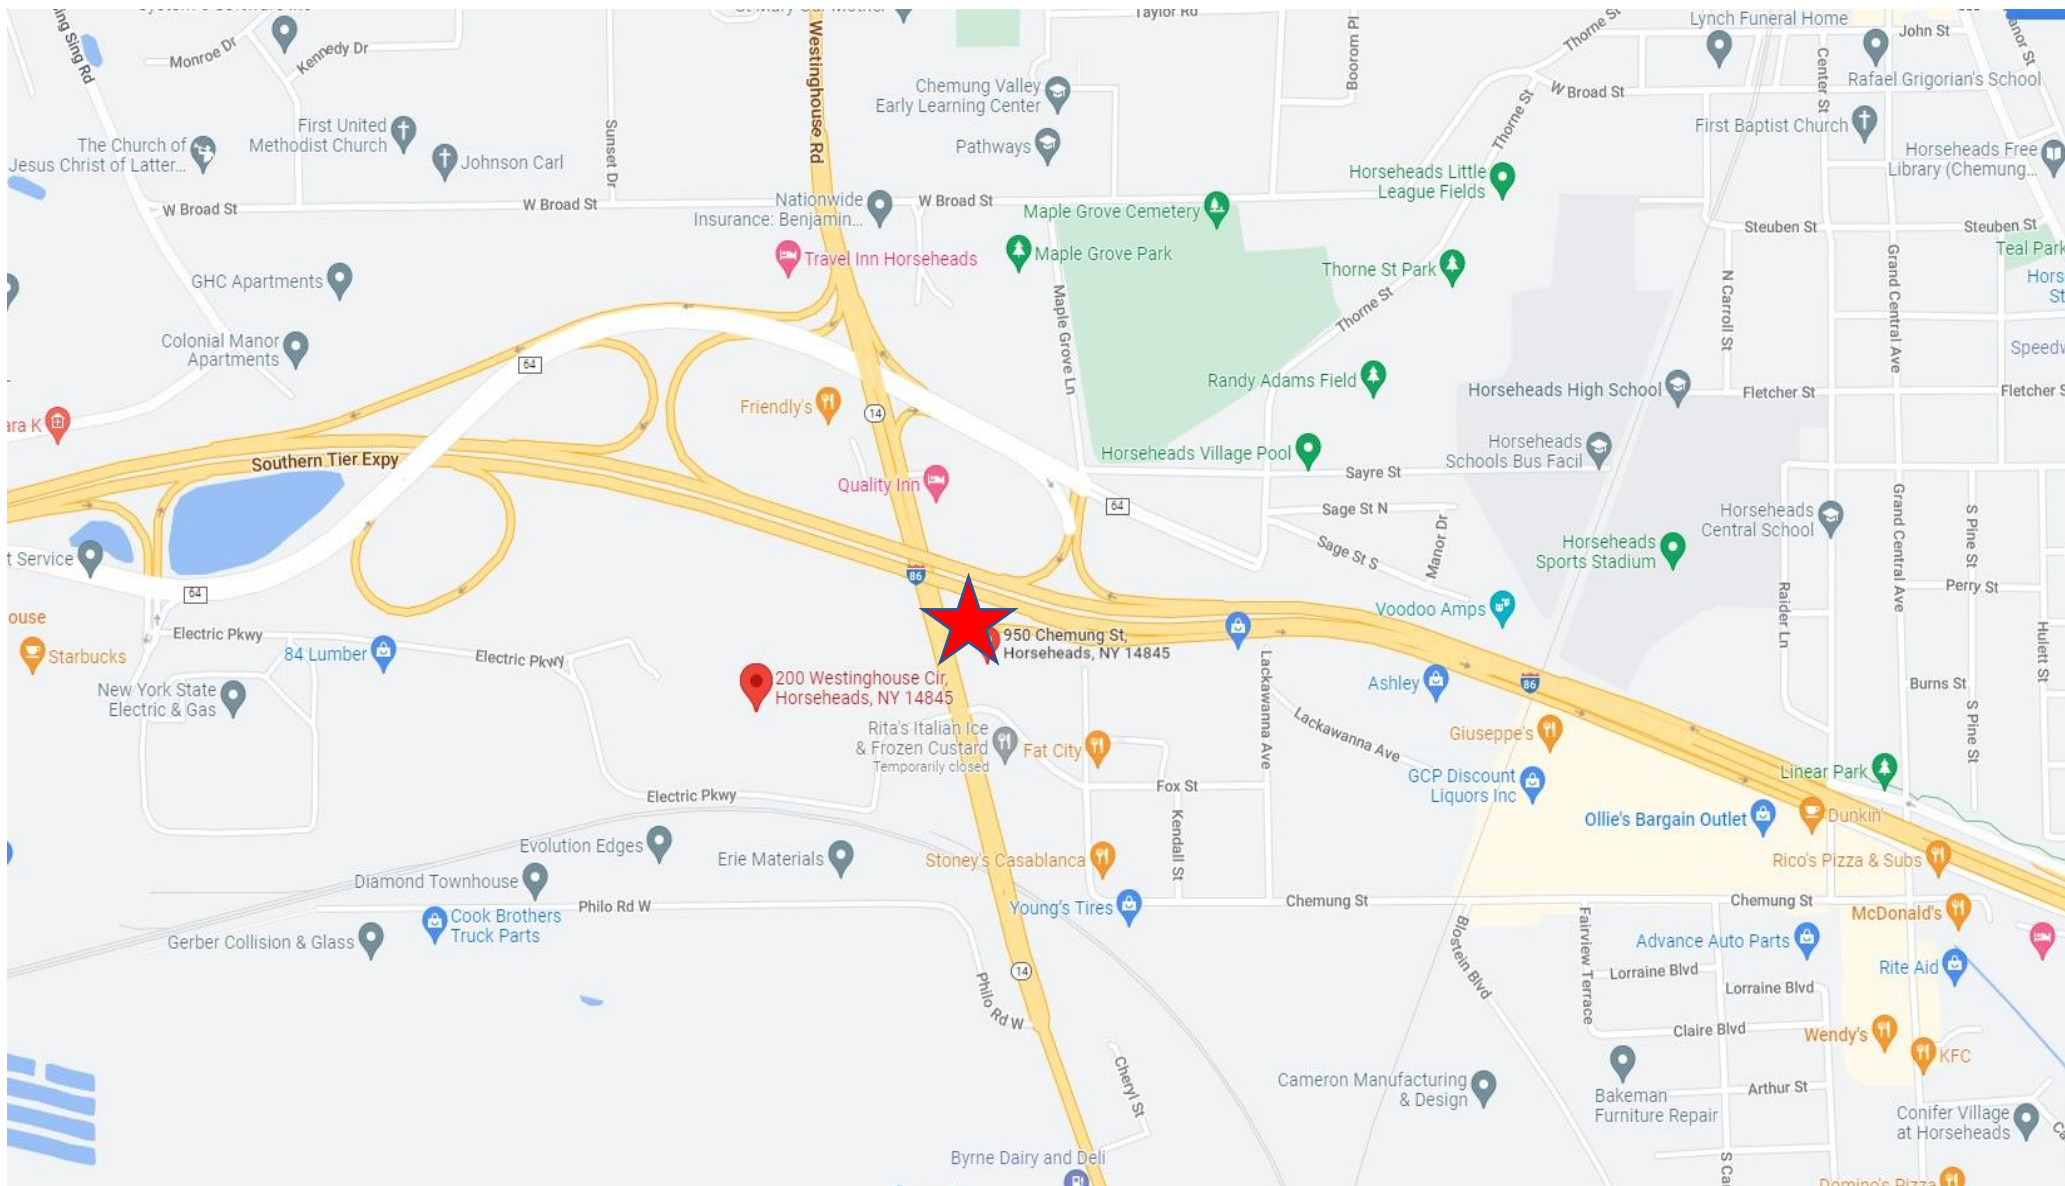 Taylor Rd
Lynch Funeral Home
John St
Sing Sing Rd
Monroe Dr
Kennedy Dr
Westinghouse Rd
Boorom Pl
Thorne St
Center St
Rafael Grigorian's School
Chemung Valley
Early Learning Center
W Broad St
Thorne St
First United
Methodist Church
The Church of
Jesus Christ of Latter...
Johnson Carl
Sunset Dr
Pathways
First Baptist Church
Horseheads Free
Library (Chemung...
Horseheads Little
League Fields
W Broad St
W Broad St
Nationwide
Insurance: Benjamin...
W Broad St
Maple Grove Cemetery
Steuben St
Steuben St
Travel Inn Horseheads
Maple Grove Park
Thorne St Park
Teal Park
GHC Apartments
Maple Grove Ln
Thorne St
N Carroll St
Grand Central Ave
Colonial Manor
Apartments
64
Randy Adams Field
Horseheads High School
Fletcher St
Fletcher S
Friendly's
14
ara K
Southern Tier Expy
Horseheads Village Pool
Sayre St
Horseheads
Schools Bus Facil
Quality Inn
64
Sage St N
Sage St S
Manor Dr
Horseheads
Central School
Grand Central Ave
S Pine St
Horseheads
Sports Stadium
t Service
86
64
Perry St
Raider Ln
Voodoo Amps
Hulett St
ouse
Starbucks
Electric Pkwy
84 Lumber
Electric Pkwy
950 Chemung St,
Horseheads, NY 14845
200 Westinghouse Cir,
Horseheads, NY 14845
New York State
Electric & Gas
Lackawanna Ave
Lackawanna Ave
Ashley
86
Burns St
S Pine St
Rita's Italian Ice
& Frozen Custard
Temporarily closed
Fat City
Giuseppe's
GCP Discount
Liquors Inc
Linear Park
Electric Pkwy
Fox St
Kendall St
Ollie's Bargain Outlet
Dunkin'
Evolution Edges
Erie Materials
Stoney's Casablanca
Rico's Pizza & Subs
Diamond Townhouse
Philo Rd W
Young's Tires
Chemung St
Chemung St
McDonald's
Cook Brothers
Truck Parts
Gerber Collision & Glass
Blostein Blvd
Fairview Terrace
Advance Auto Parts
Rite Aid
14
Philo Rd W
Lorraine Blvd
Lorraine Blvd
Claire Blvd
Wendy's
KFC
Cheryl St
Cameron Manufacturing
& Design
Bakeman
Furniture Repair
Arthur St
Conifer Village
at Horseheads
Byrne Dairy and Deli
S Ca
Domino's Pizza